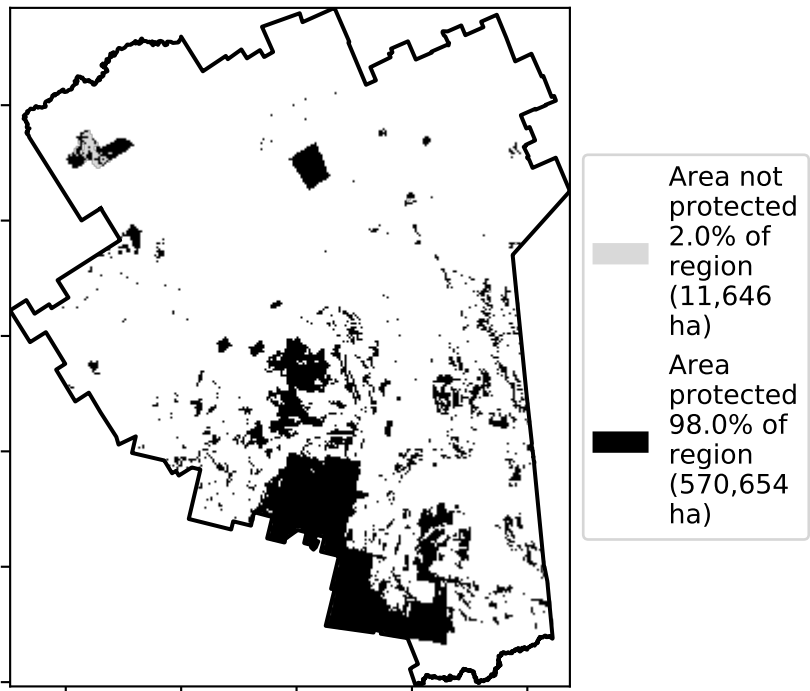 Area not
protected
2.0% of
region
(11,646
ha)
Area
protected
98.0% of
region
(570,654
ha)